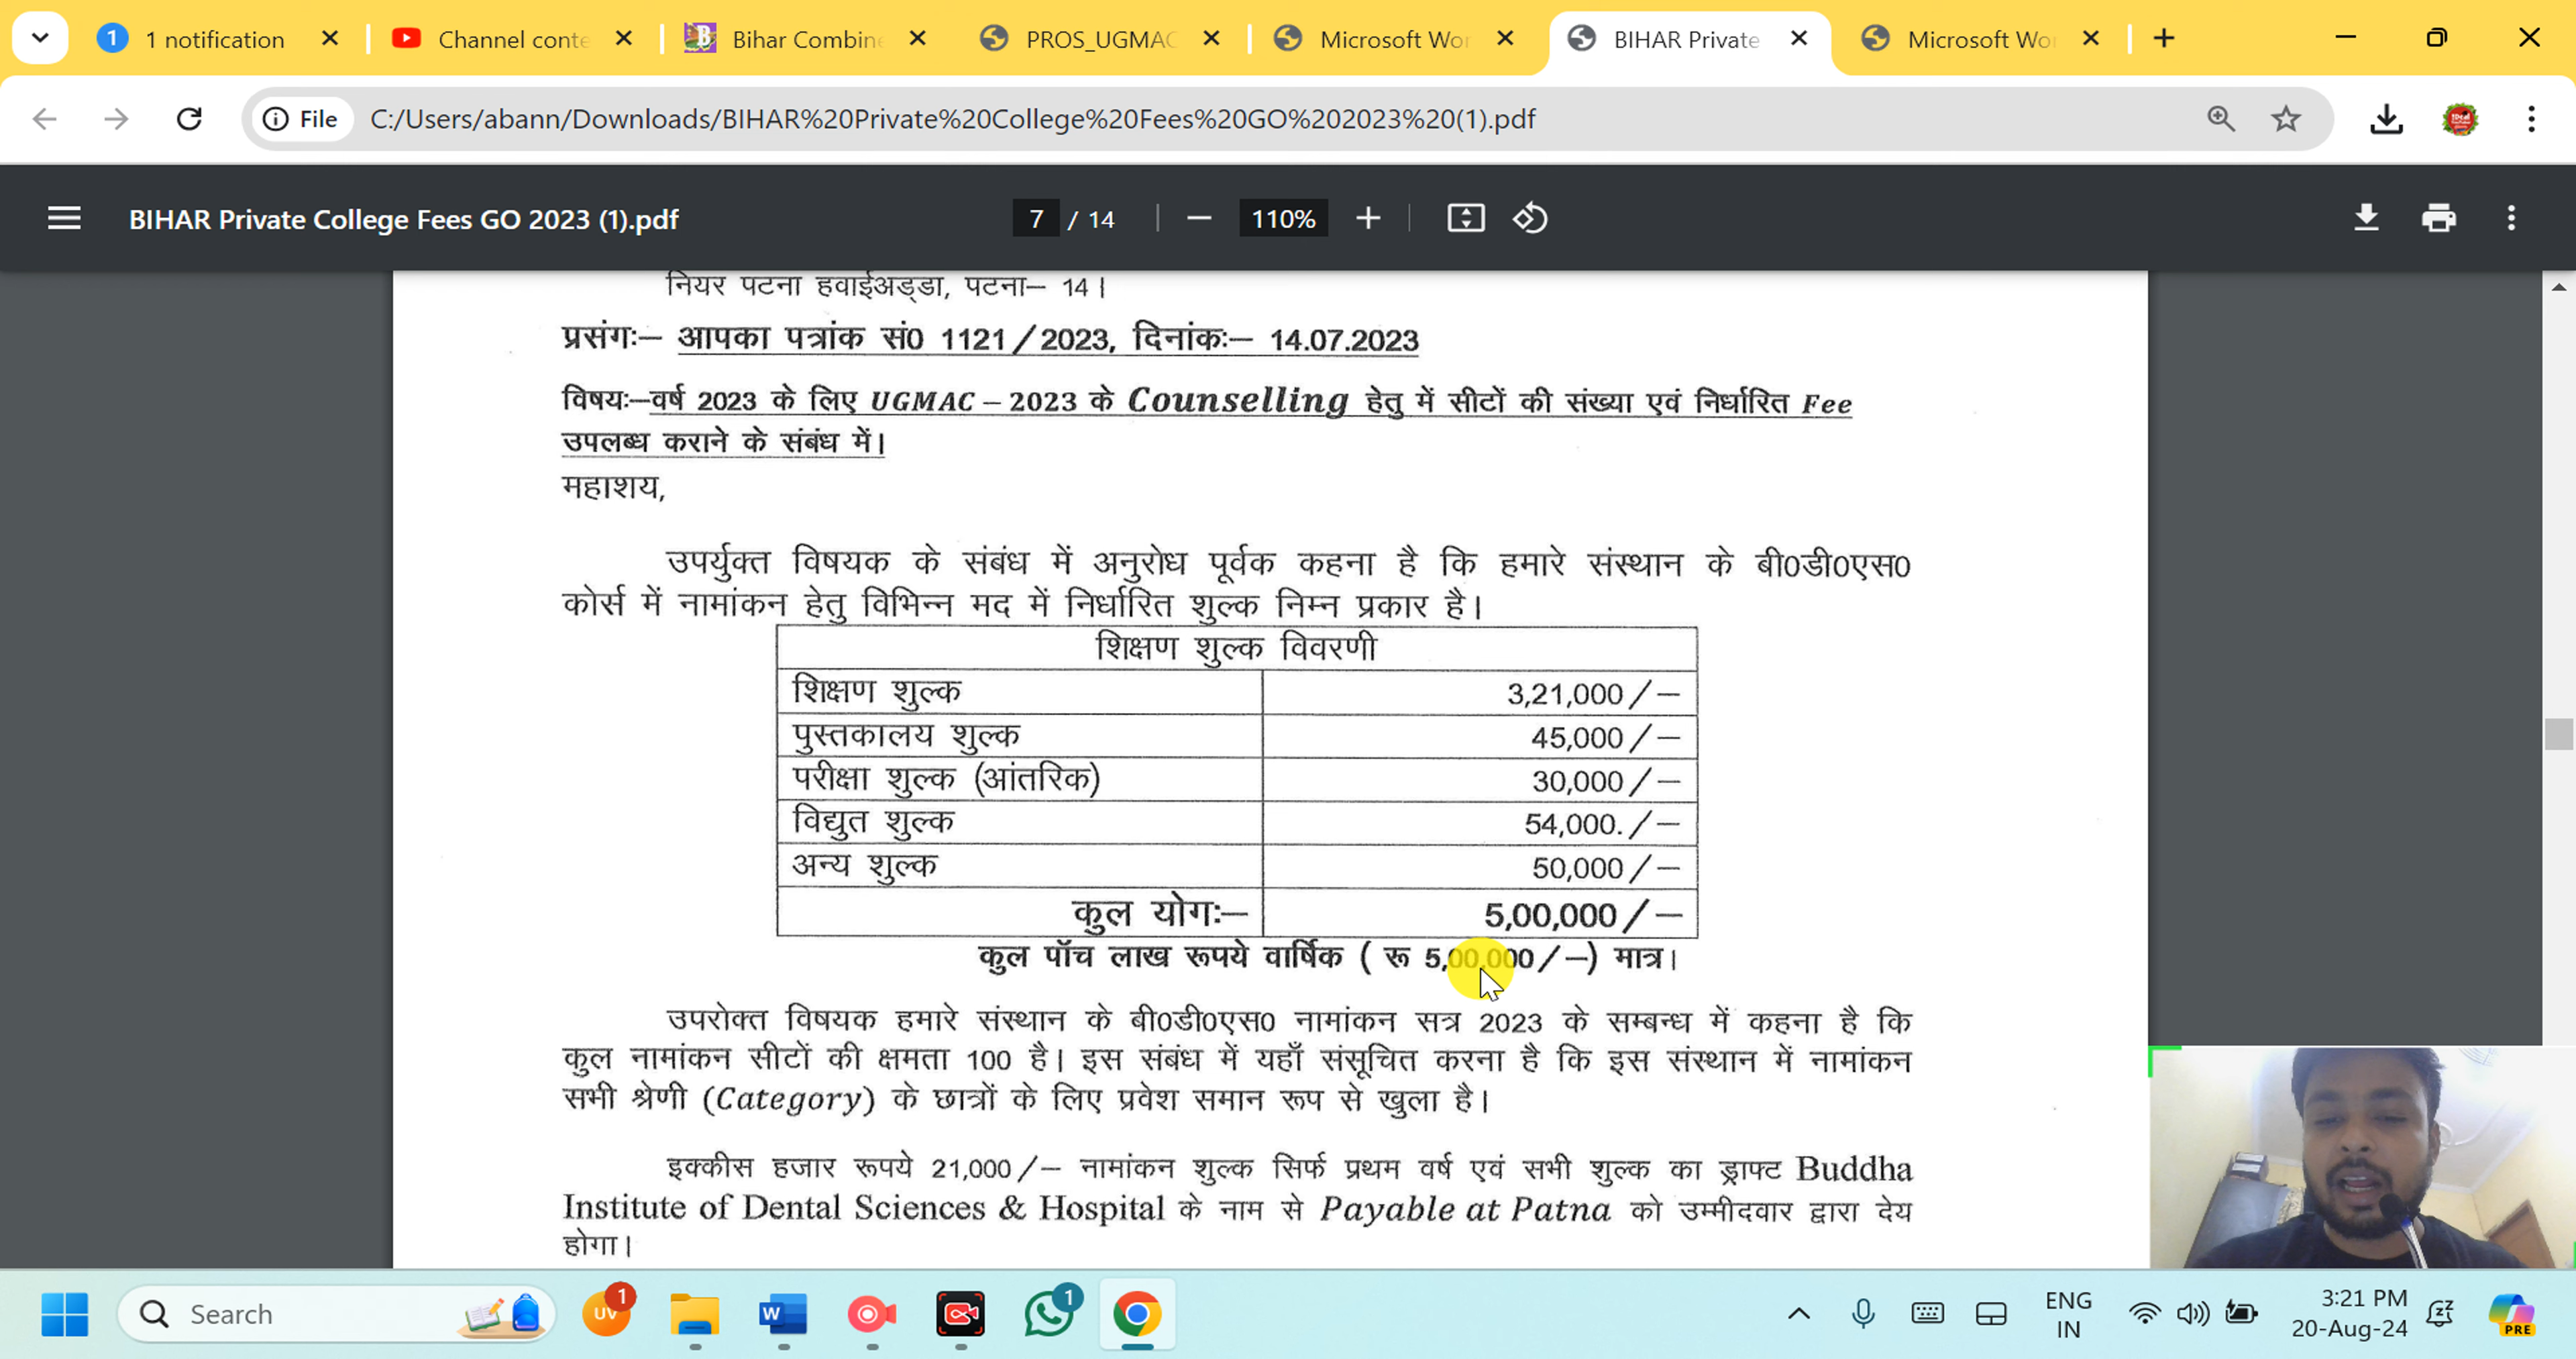 1 notification
Channel conte
Bihar Combine
PROS_UGMAC
Microsoft Wor
BIHAR Private
Microsoft Wo
File
C:/Users/abann/Downloads/BIHAR%20Private%20College%20Fees%20GO%202023%20(1).pdf
BIHAR Private College Fees GO 2023 (1).pdf
7 / 14
110%
नियर पटना हवाईअड्डा, पटना– 14।
प्रसंगः– आपका पत्रांक सं0 1121/2023, दिनांकः– 14.07.2023
विषयः–वर्ष 2023 के लिए UGMAC – 2023 के Counselling हेतु में सीटों की संख्या एवं निर्धारित Fee
उपलब्ध कराने के संबंध में।
महाशय,
उपर्युक्त विषयक के संबंध में अनुरोध पूर्वक कहना है कि हमारे संस्थान के बी0डी0एस0
कोर्स में नामांकन हेतु विभिन्न मद में निर्धारित शुल्क निम्न प्रकार है।
शिक्षण शुल्क विवरणी
शिक्षण शुल्क 3,21,000/–
पुस्तकालय शुल्क 45,000/–
परीक्षा शुल्क (आंतरिक) 30,000/–
विद्युत शुल्क 54,000./–
अन्य शुल्क 50,000/–
कुल योगः– 5,00,000/–
कुल पॉच लाख रूपये वार्षिक ( रू 5,00,000/–) मात्र।
उपरोक्त विषयक हमारे संस्थान के बी0डी0एस0 नामांकन सत्र 2023 के सम्बन्ध में कहना है कि
कुल नामांकन सीटों की क्षमता 100 है। इस संबंध में यहाँ संसूचित करना है कि इस संस्थान में नामांकन
सभी श्रेणी (Category) के छात्रों के लिए प्रवेश समान रूप से खुला है।
इक्कीस हजार रूपये 21,000/– नामांकन शुल्क सिर्फ प्रथम वर्ष एवं सभी शुल्क का ड्राफ्ट Buddha
Institute of Dental Sciences & Hospital के नाम से Payable at Patna को उम्मीदवार द्वारा देय
होगा।
Search
UV 1
W
1
ENG
IN
3:21 PM
20-Aug-24
PRE